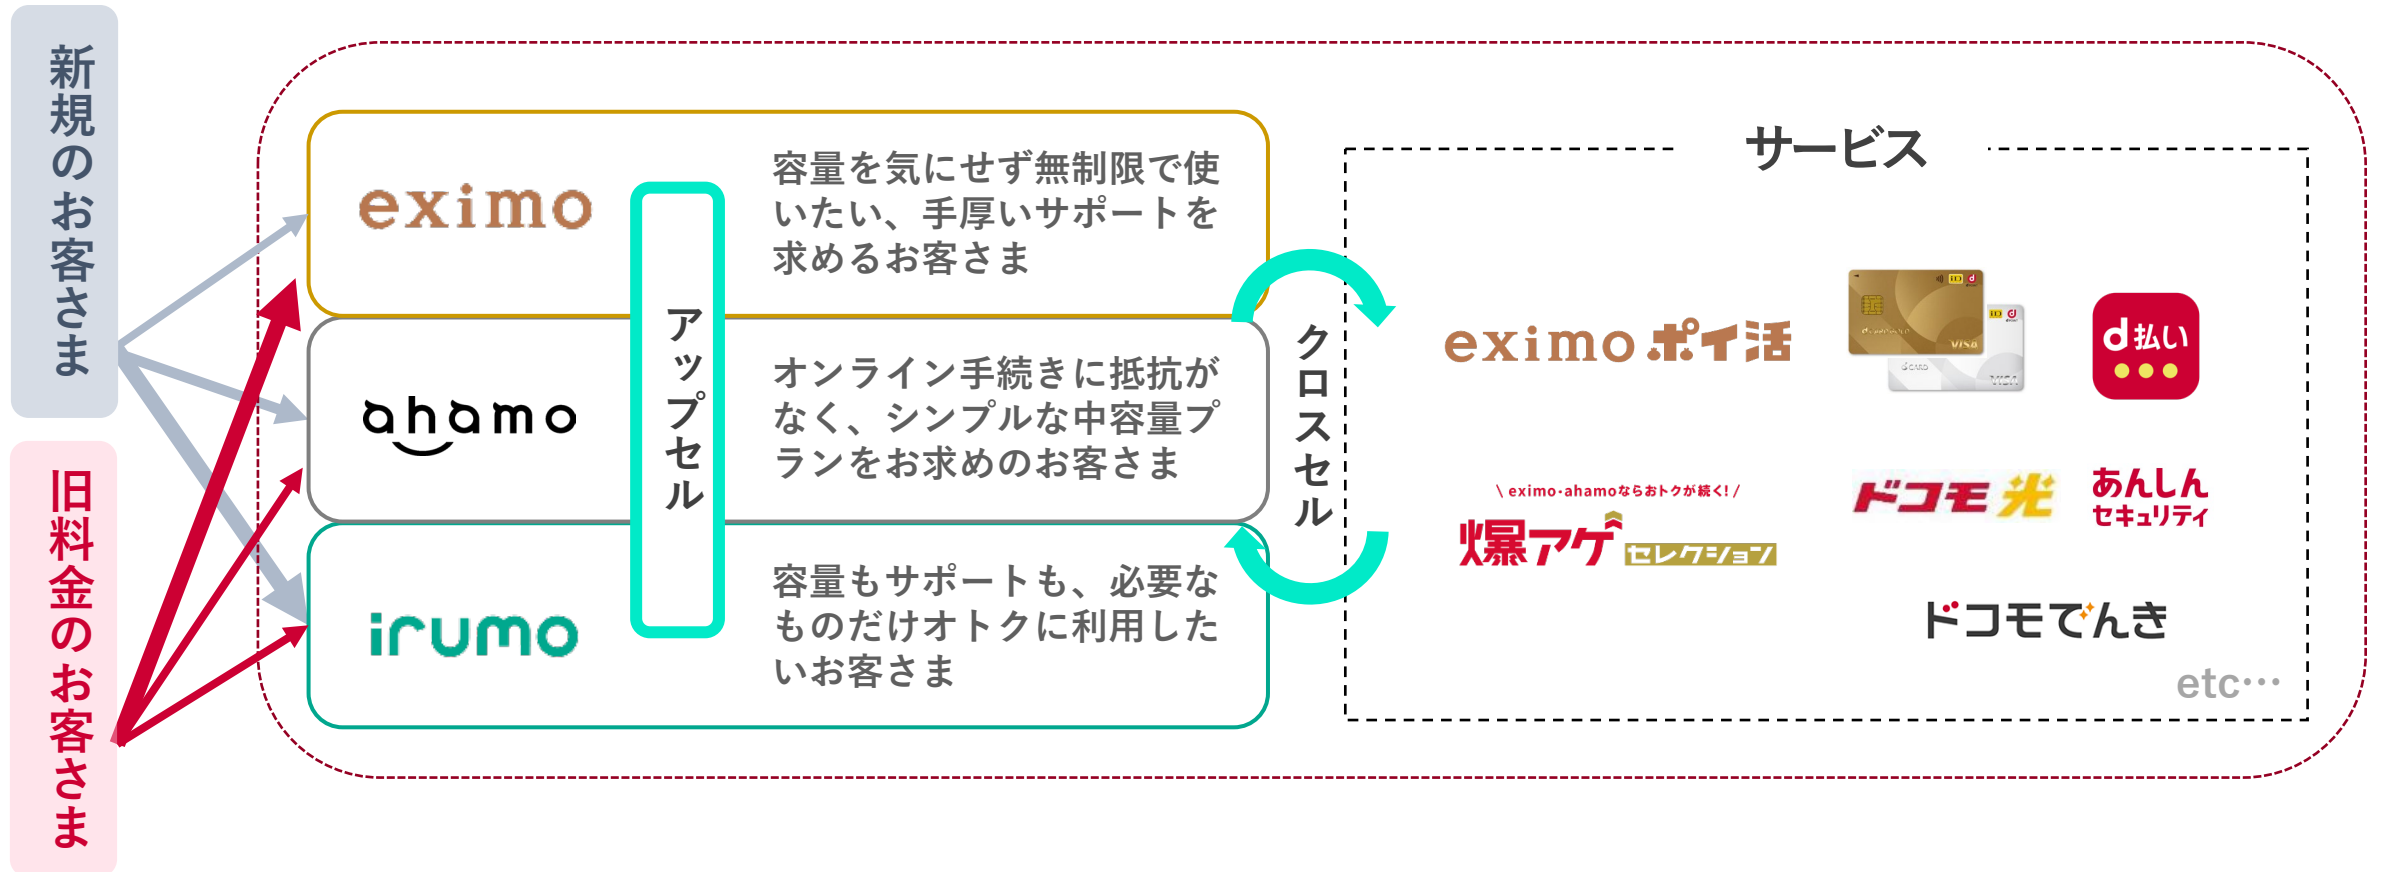 新規のお客さま
旧料金のお客さま
eximo
容量を気にせず無制限で使
いたい、手厚いサポートを
求めるお客さま
ahamo
オンライン手続きに抵抗が
なく、シンプルな中容量プ
ランをお求めのお客さま
irumo
容量もサポートも、必要な
ものだけオトクに利用した
いお客さま
アップセル
クロスセル
サービス
eximo ポイ活
iD d
VISA
iD d
d CARD
VISA
d払い
\ eximo・ahamoならおトクが続く! /
爆アゲ
セレクション
ドコモ光
あんしん
セキュリティ
ドコモでんき
etc…